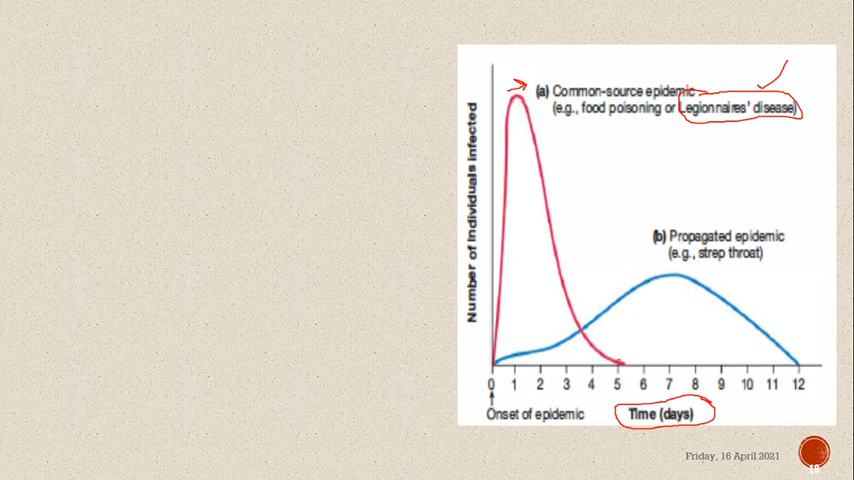 (a) Common-source epidemic
(e.g., food poisoning or Legionnaires' disease)
Number of Individuals infected
(b) Propagated epidemic
(e.g., strep throat)
0 1 2 3 4 5 6 7 8 9 10 11 12
Onset of epidemic Time (days)
Friday, 16 April 2021